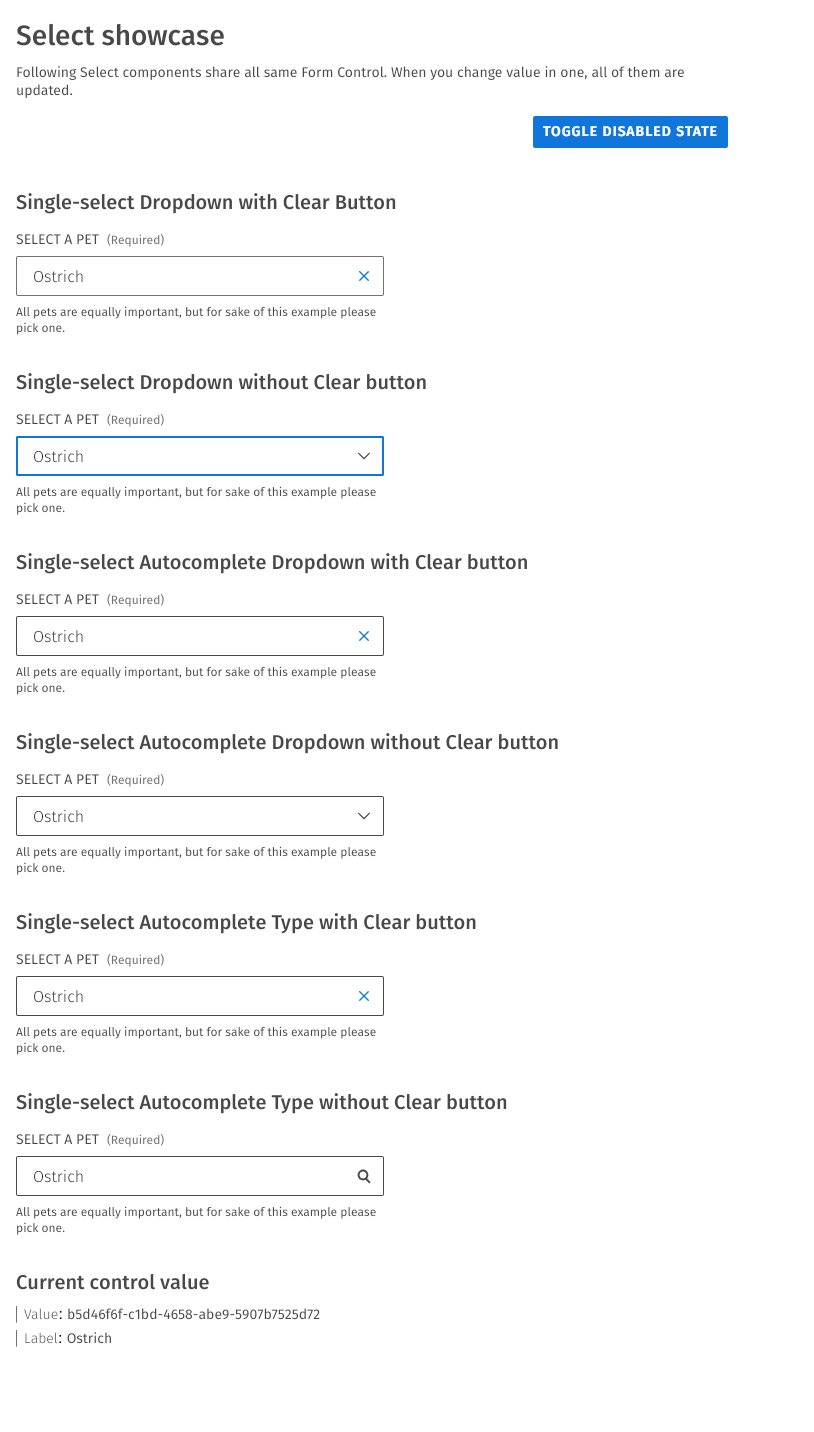 Select showcase
Following Select components share all same Form Control. When you change value in one, all of them are
updated.
TOGGLE DISABLED STATE
Single-select Dropdown with Clear Button
SELECT A PET (Required)
Ostrich
All pets are equally important, but for sake of this example please
pick one.
Single-select Dropdown without Clear button
SELECT A PET (Required)
Ostrich
All pets are equally important, but for sake of this example please
pick one.
Single-select Autocomplete Dropdown with Clear button
SELECT A PET (Required)
Ostrich
All pets are equally important, but for sake of this example please
pick one.
Single-select Autocomplete Dropdown without Clear button
SELECT A PET (Required)
Ostrich
All pets are equally important, but for sake of this example please
pick one.
Single-select Autocomplete Type with Clear button
SELECT A PET (Required)
Ostrich
All pets are equally important, but for sake of this example please
pick one.
Single-select Autocomplete Type without Clear button
SELECT A PET (Required)
Ostrich
All pets are equally important, but for sake of this example please
pick one.
Current control value
Value: b5d46f6f-c1bd-4658-abe9-5907b7525d72
Label: Ostrich